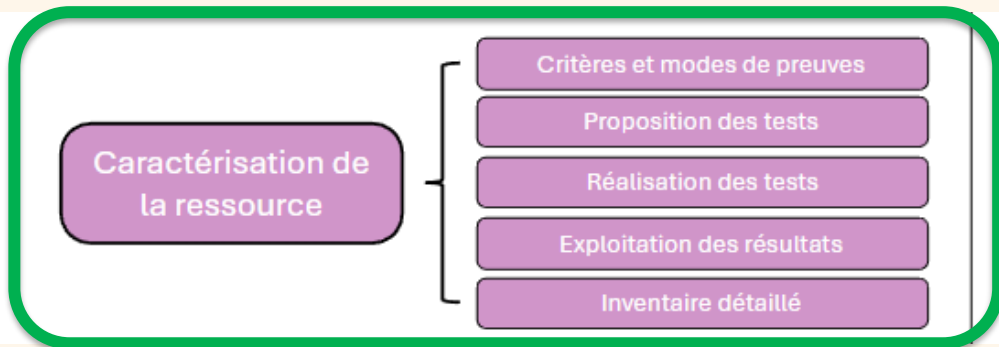 Caractérisation de
la ressource
Critères et modes de preuves
Proposition des tests
Réalisation des tests
Exploitation des résultats
Inventaire détaillé